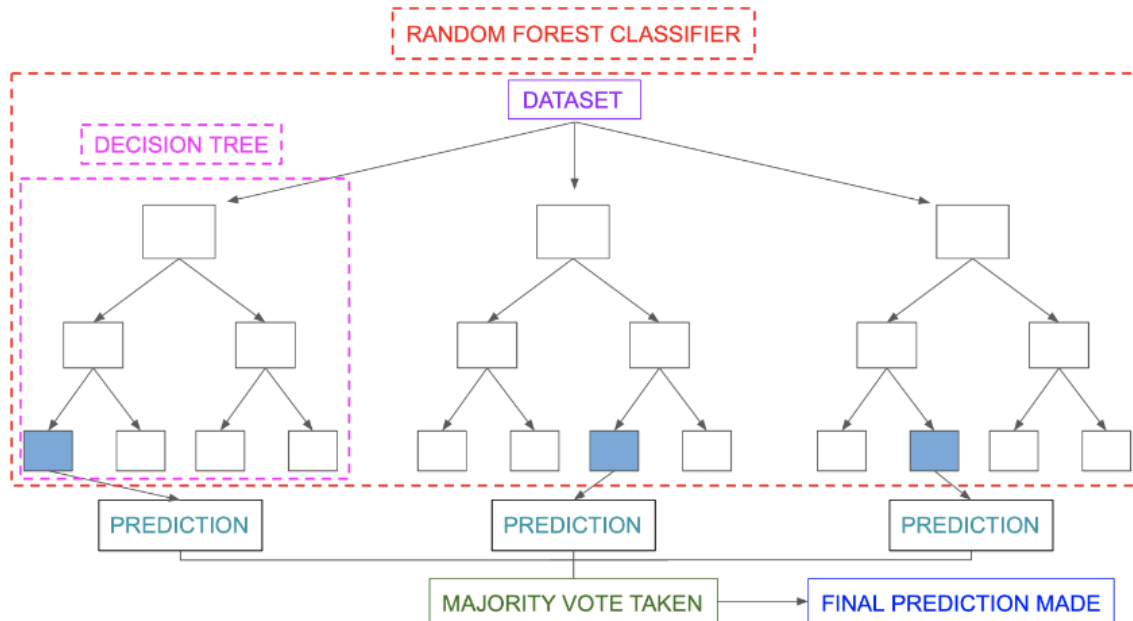 RANDOM FOREST CLASSIFIER
DATASET
DECISION TREE
PREDICTION
PREDICTION
PREDICTION
MAJORITY VOTE TAKEN
FINAL PREDICTION MADE